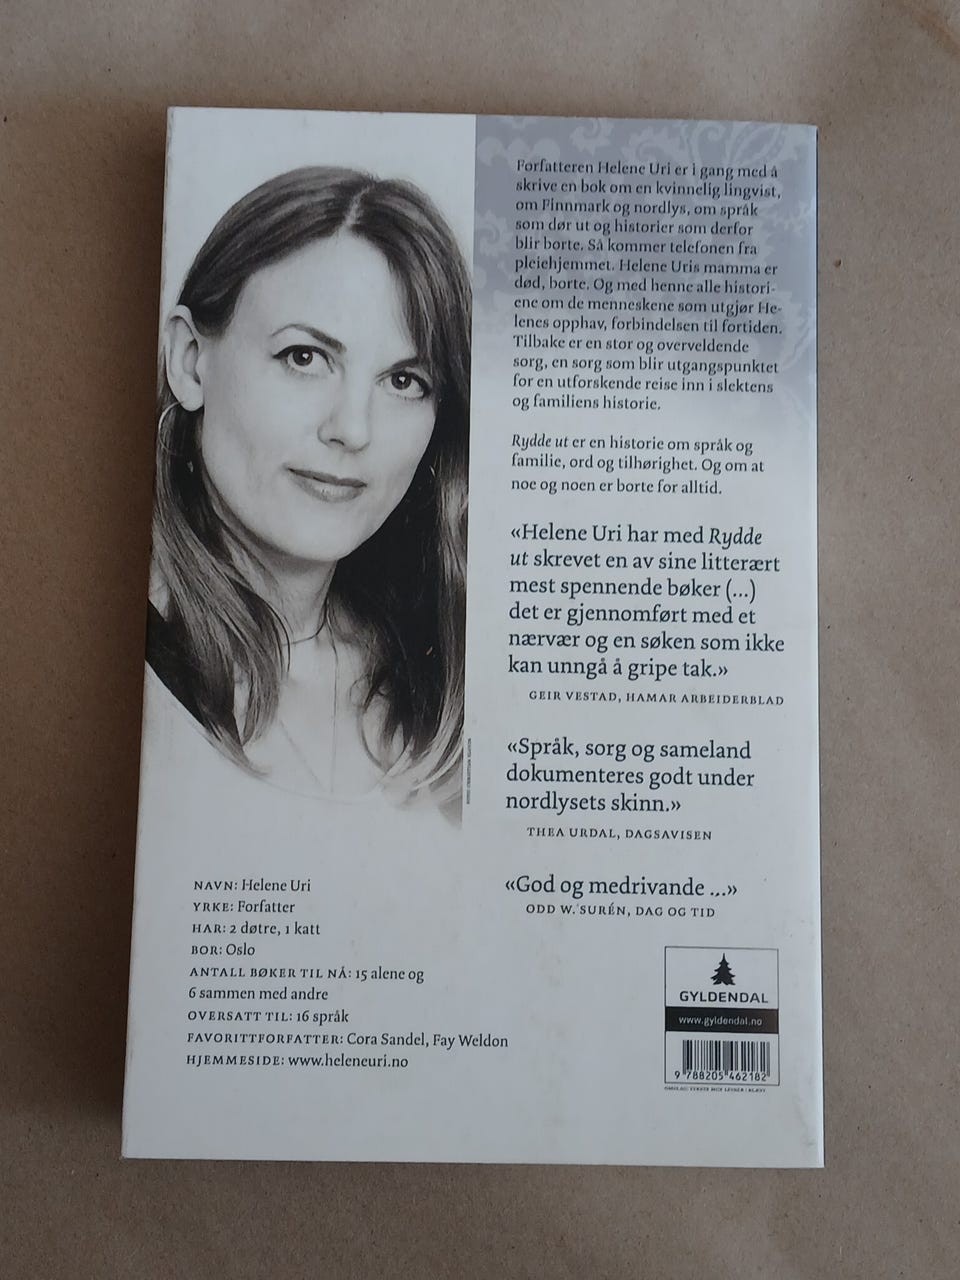 Forfatteren Helene Uri er i gang med å
skrive en bok om en kvinnelig lingvist,
om Finnmark og nordlys, om språk
som dør ut og historier som derfor
blir borte. Så kommer telefonen fra
pleiehjemmet. Helene Uris mamma er
død, borte. Og med henne alle histori-
ene om de menneskene som utgjør He-
lenes opphav, forbindelsen til fortiden.
Tilbake er en stor og overveldende
sorg, en sorg som blir utgangspunktet
for en utforskende reise inn i slektens
og familiens historie.
Rydde ut er en historie om språk og
familie, ord og tilhørighet. Og om at
noe og noen er borte for alltid.
«Helene Uri har med Rydde
ut skrevet en av sine litterært
mest spennende bøker (...)
det er gjennomført med et
nærvær og en søken som ikke
kan unngå å gripe tak.»
GEIR VESTAD, HAMAR ARBEIDERBLAD
«Språk, sorg og sameland
dokumenteres godt under
nordlysets skinn.»
THEA URDAL, DAGSAVISEN
«God og medrivande ...»
ODD W. SURÉN, DAG OG TID
NAVN: Helene Uri
YRKE: Forfatter
HAR: 2 døtre, 1 katt
BOR: Oslo
ANTALL BØKER TIL NÅ: 15 alene og
6 sammen med andre
OVERSATT TIL: 16 språk
FAVORITTFORFATTER: Cora Sandel, Fay Weldon
HJEMMESIDE: www.heleneuri.no
GYLDENDAL
www.gyldendal.no
9 788205 462182